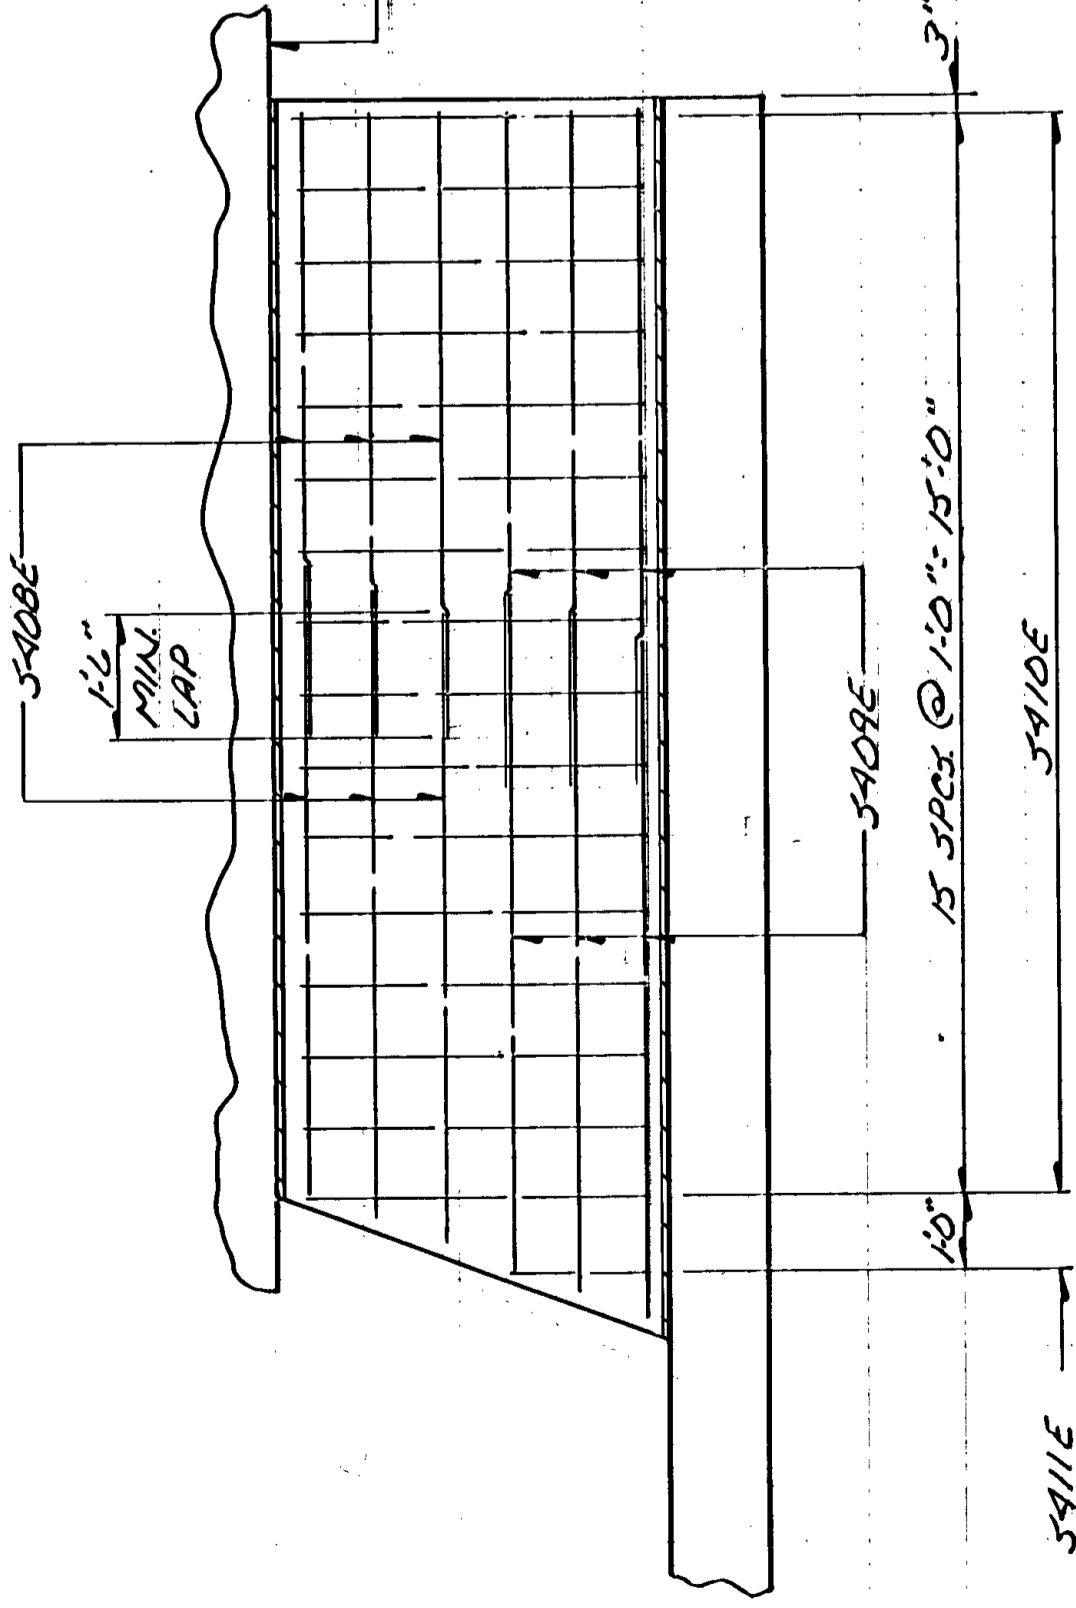 S408E
1'-6"
MIN.
LAP
S409E
3"
15 SPCS. @ 1'-0" = 15'-0"
1'-0"
S410E
S411E